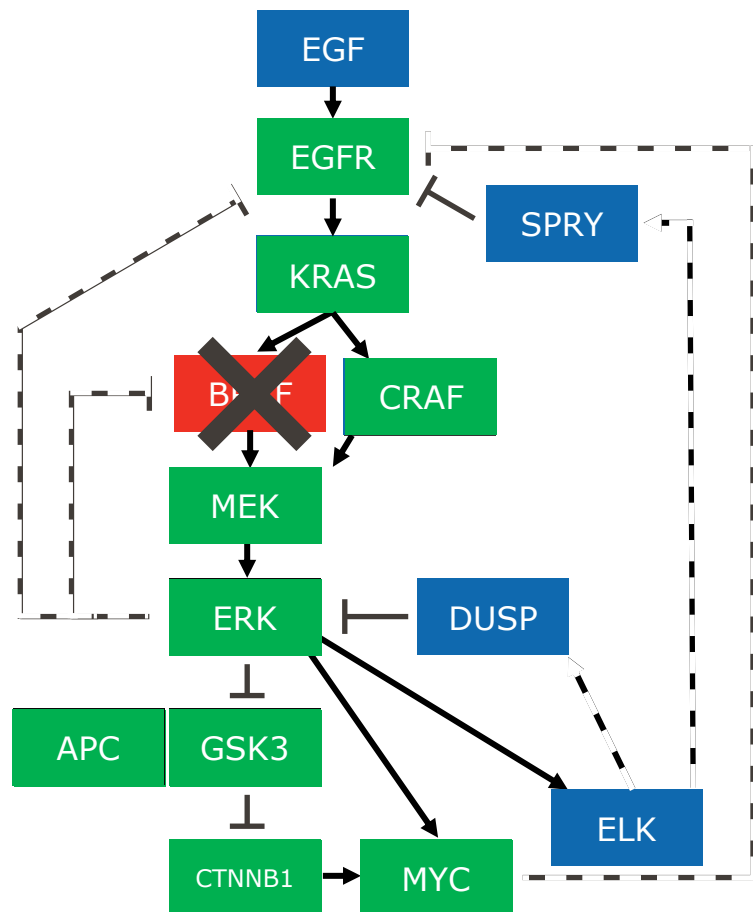 EGF
EGFR
SPRY
KRAS
CRAF
MEK
ERK
DUSP
APC
GSK3
ELK
CTNNB1
MYC